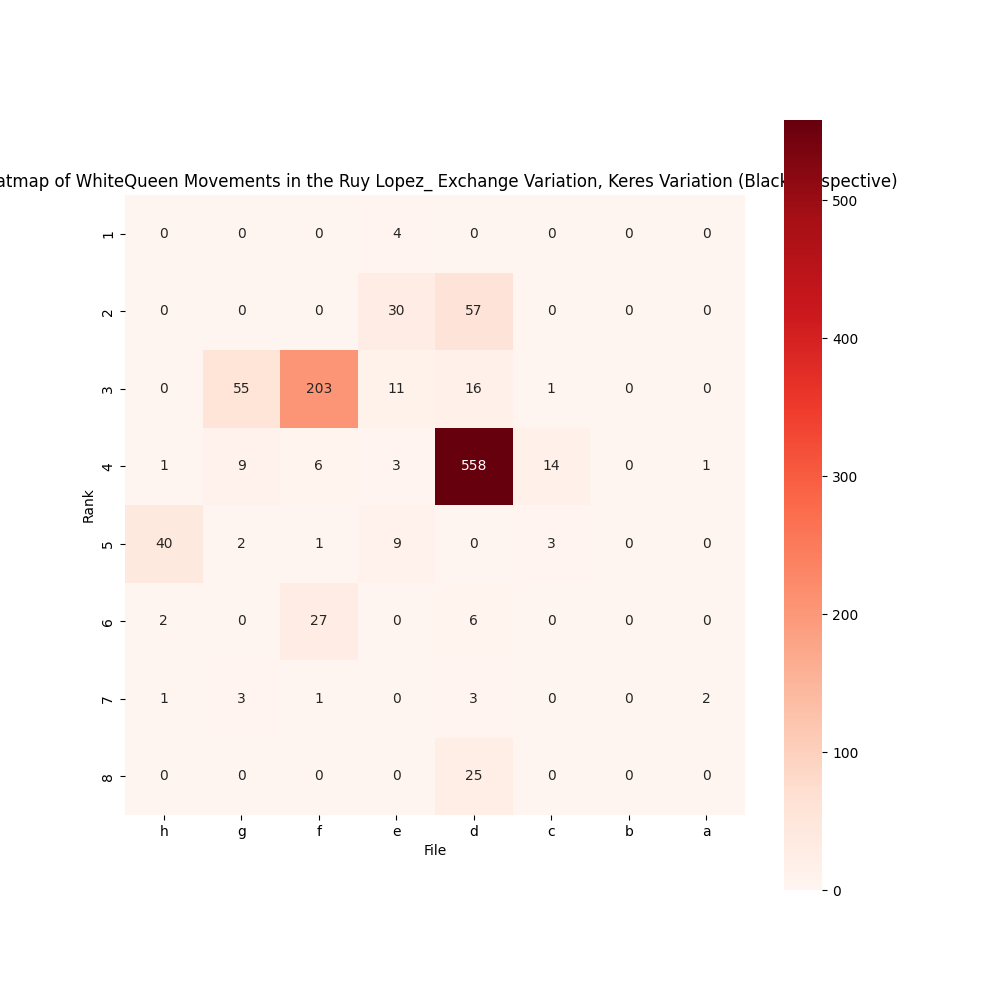 of WhiteQueen Movements in the Ruy Lopez_ Exchange Variation, Keres Variation
500
1 0 0 0 4 0 0 0 0
2 0 0 0 30 57 0 0 0
400
3 0 55 203 11 16 1 0 0
4 1 9 6 3 558 14 0 1
300
Rank
5 40 2 1 9 0 3 0 0
6 2 0 27 0 6 0 0 0
200
7 1 3 1 0 3 0 0 2
100
8 0 0 0 0 25 0 0 0
h g f e d c b a
File
0